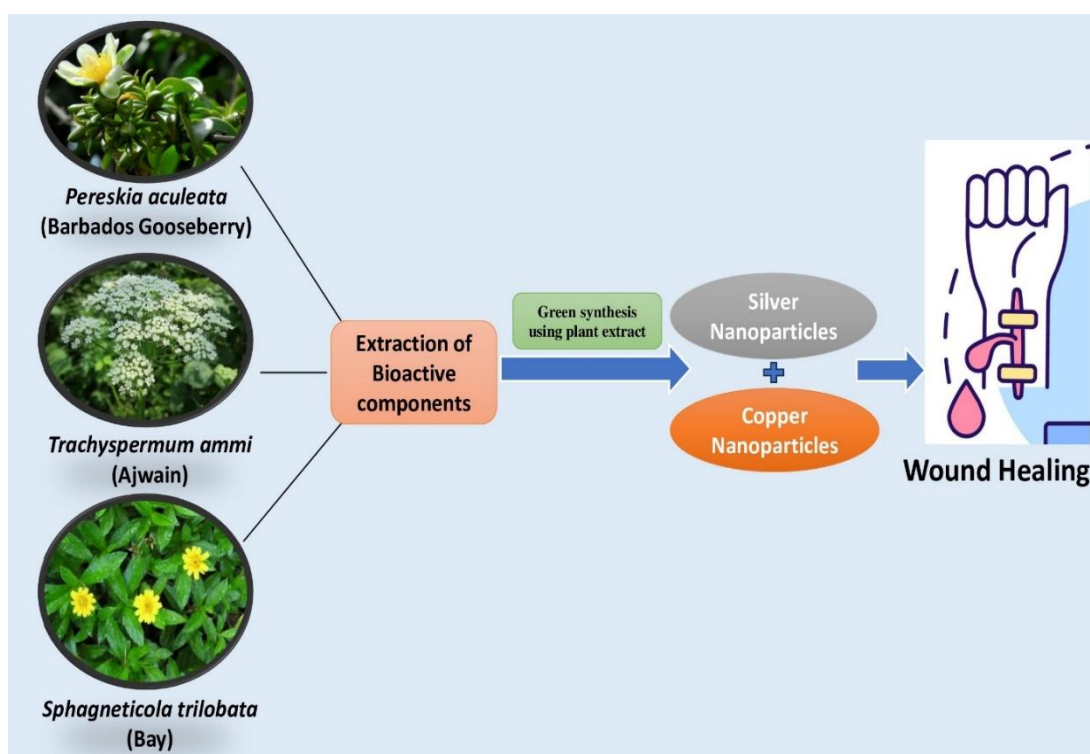 Pereskia aculeata
(Barbados Gooseberry)
Trachyspermum ammi
(Ajwain)
Sphagneticola trilobata
(Bay)
Extraction of
Bioactive
components
Green synthesis
using plant extract
Silver
Nanoparticles
+
Copper
Nanoparticles
Wound Healing